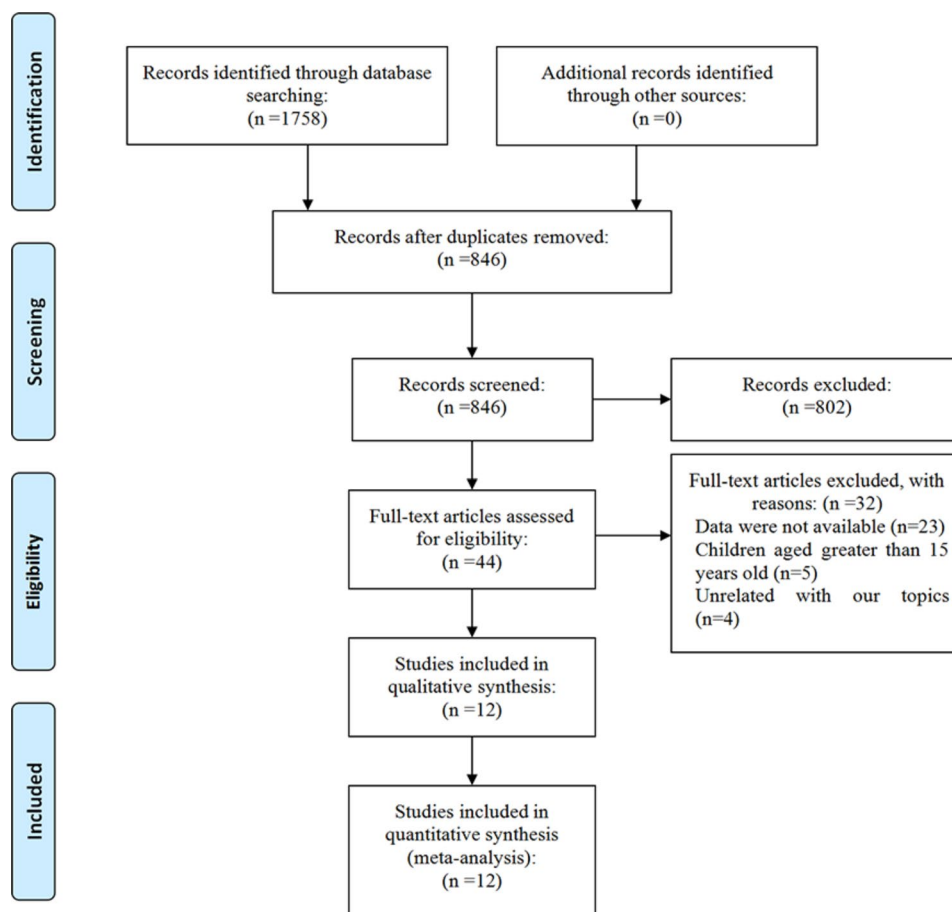 Identification
Records identified through database
searching:
(n =1758)
Additional records identified
through other sources:
(n =0)
Records after duplicates removed:
(n =846)
Screening
Records screened:
(n =846)
Records excluded:
(n =802)
Eligibility
Full-text articles assessed
for eligibility:
(n =44)
Full-text articles excluded, with
reasons: (n =32)
Data were not available (n=23)
Children aged greater than 15
years old (n=5)
Unrelated with our topics
(n=4)
Studies included in
qualitative synthesis:
(n =12)
Included
Studies included in
quantitative synthesis
(meta-analysis):
(n =12)